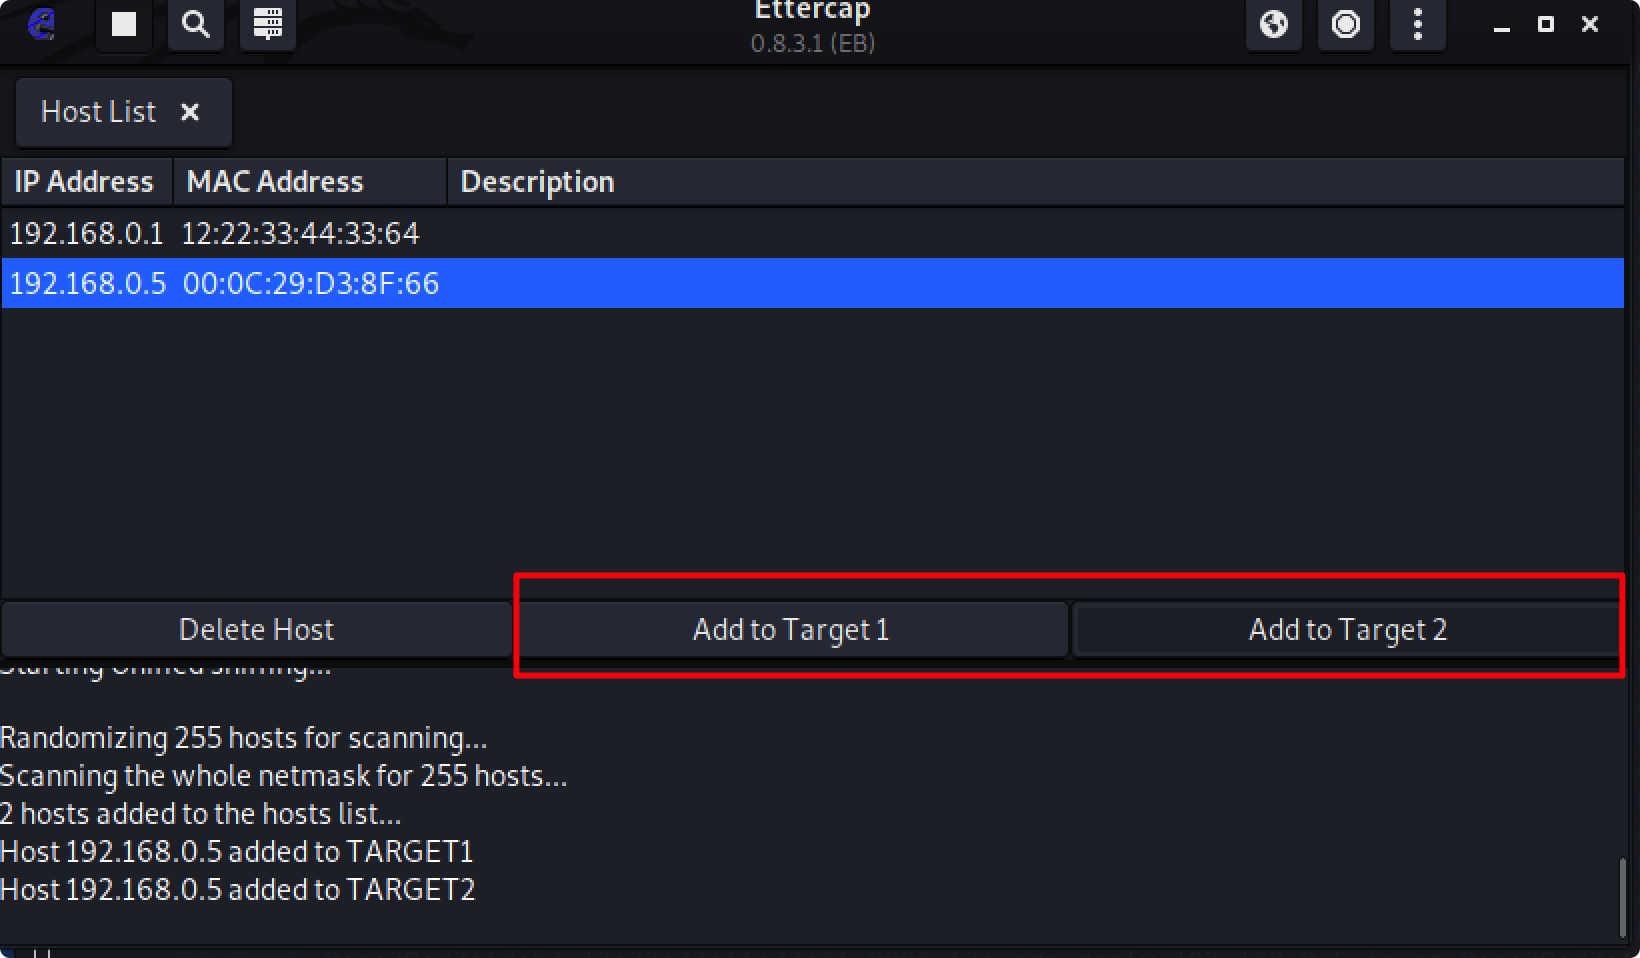 Ettercap
0.8.3.1 (EB)
Host List
IP Address MAC Address Description
192.168.0.1 12:22:33:44:33:64
192.168.0.5 00:0C:29:D3:8F:66
Delete Host Add to Target 1 Add to Target 2
Starting Unified sniffing...
Randomizing 255 hosts for scanning...
Scanning the whole netmask for 255 hosts...
2 hosts added to the hosts list...
Host 192.168.0.5 added to TARGET1
Host 192.168.0.5 added to TARGET2